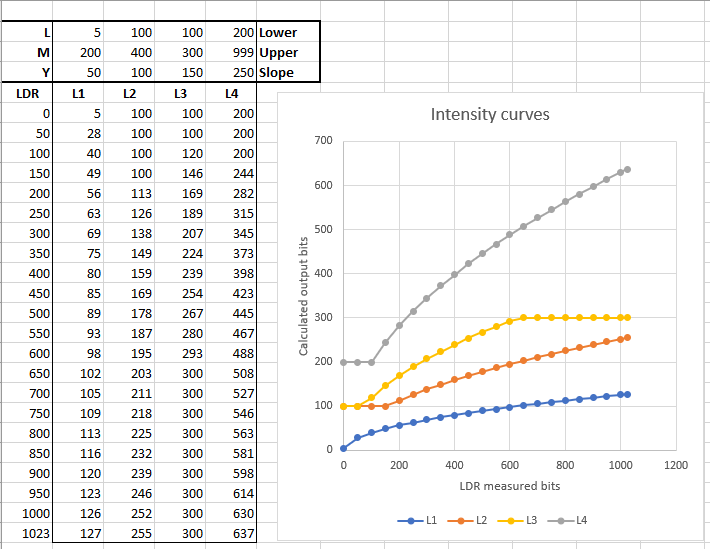 L 5 100 100 200 Lower
M 200 400 300 999 Upper
Y 50 100 150 250 Slope
LDR L1 L2 L3 L4
0 5 100 100 200
50 28 100 100 200
100 40 100 120 200
150 49 100 146 244
200 56 113 169 282
250 63 126 189 315
300 69 138 207 345
350 75 149 224 373
400 80 159 239 398
450 85 169 254 423
500 89 178 267 445
550 93 187 280 467
600 98 195 293 488
650 102 203 300 508
700 105 211 300 527
750 109 218 300 546
800 113 225 300 563
850 116 232 300 581
900 120 239 300 598
950 123 246 300 614
1000 126 252 300 630
1023 127 255 300 637
Intensity curves
Calculated output bits
700
600
500
400
300
200
100
0
0 200 400 600 800 1000 1200
LDR measured bits
L1 L2 L3 L4